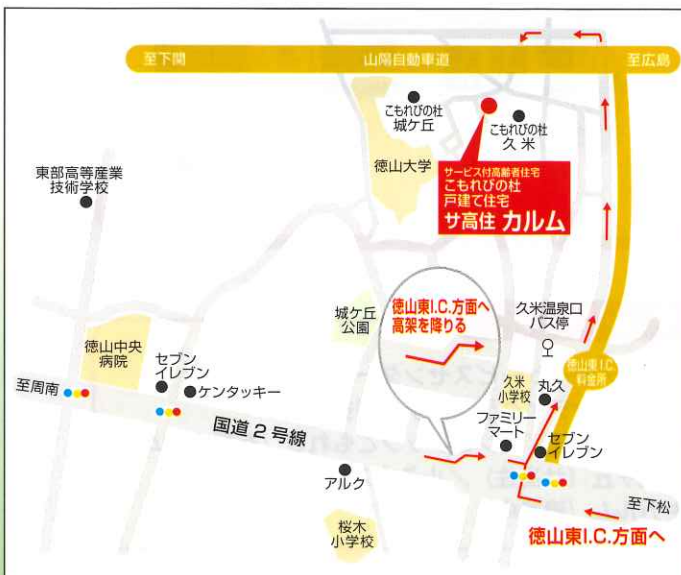 至下関
山陽自動車道
至広島
こもれびの杜
城ケ丘
こもれびの杜
久米
徳山大学
サービス付高齢者住宅
こもれびの杜
戸建て住宅
サ高住 カルム
東部高等産業
技術学校
城ケ丘
公園
徳山東I.C.方面へ
高架を降りる
久米温泉口
バス停
徳山東I.C.
料金所
徳山中央
病院
セブン
イレブン
ケンタッキー
久米
小学校
丸久
ファミリー
マート
セブン
イレブン
至周南
国道2号線
アルク
至下松
桜木
小学校
徳山東I.C.方面へ